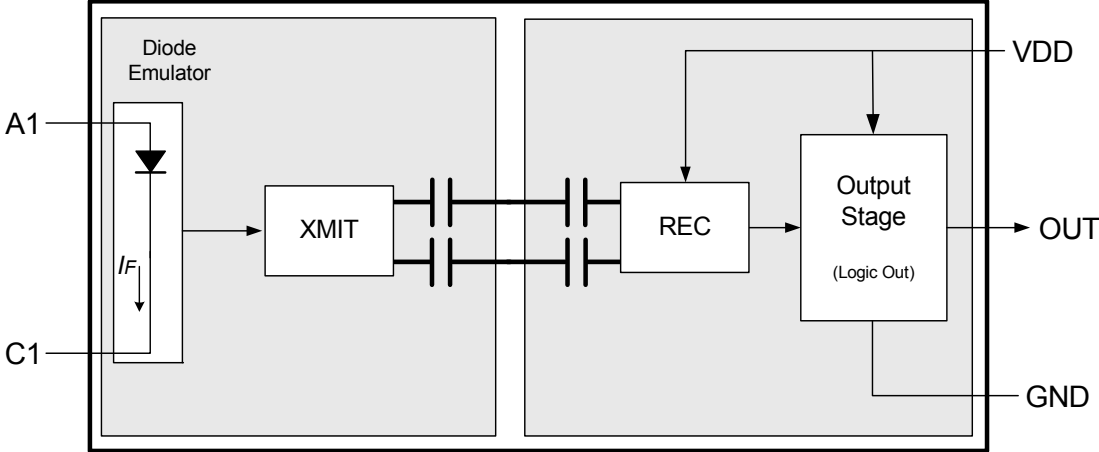 Diode
Emulator
A1
IF
C1
XMIT
REC
Output
Stage
(Logic Out)
VDD
OUT
GND